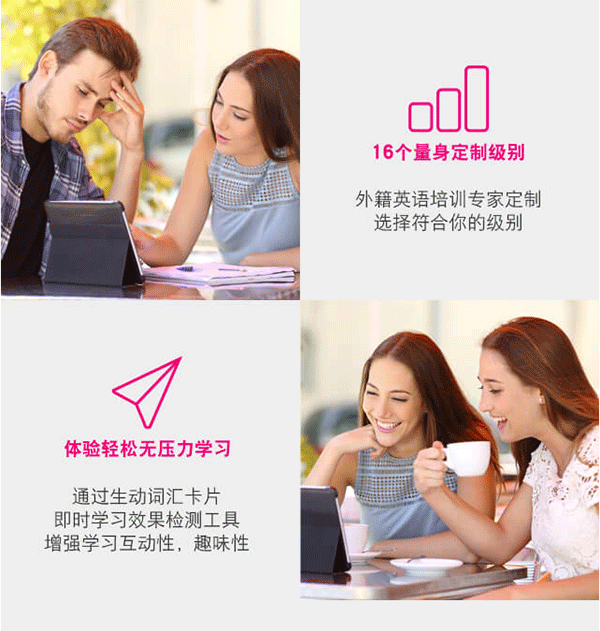 16个量身定制级别
外籍英语培训专家定制
选择符合你的级别
体验轻松无压力学习
通过生动词汇卡片
即时学习效果检测工具
增强学习互动性，趣味性